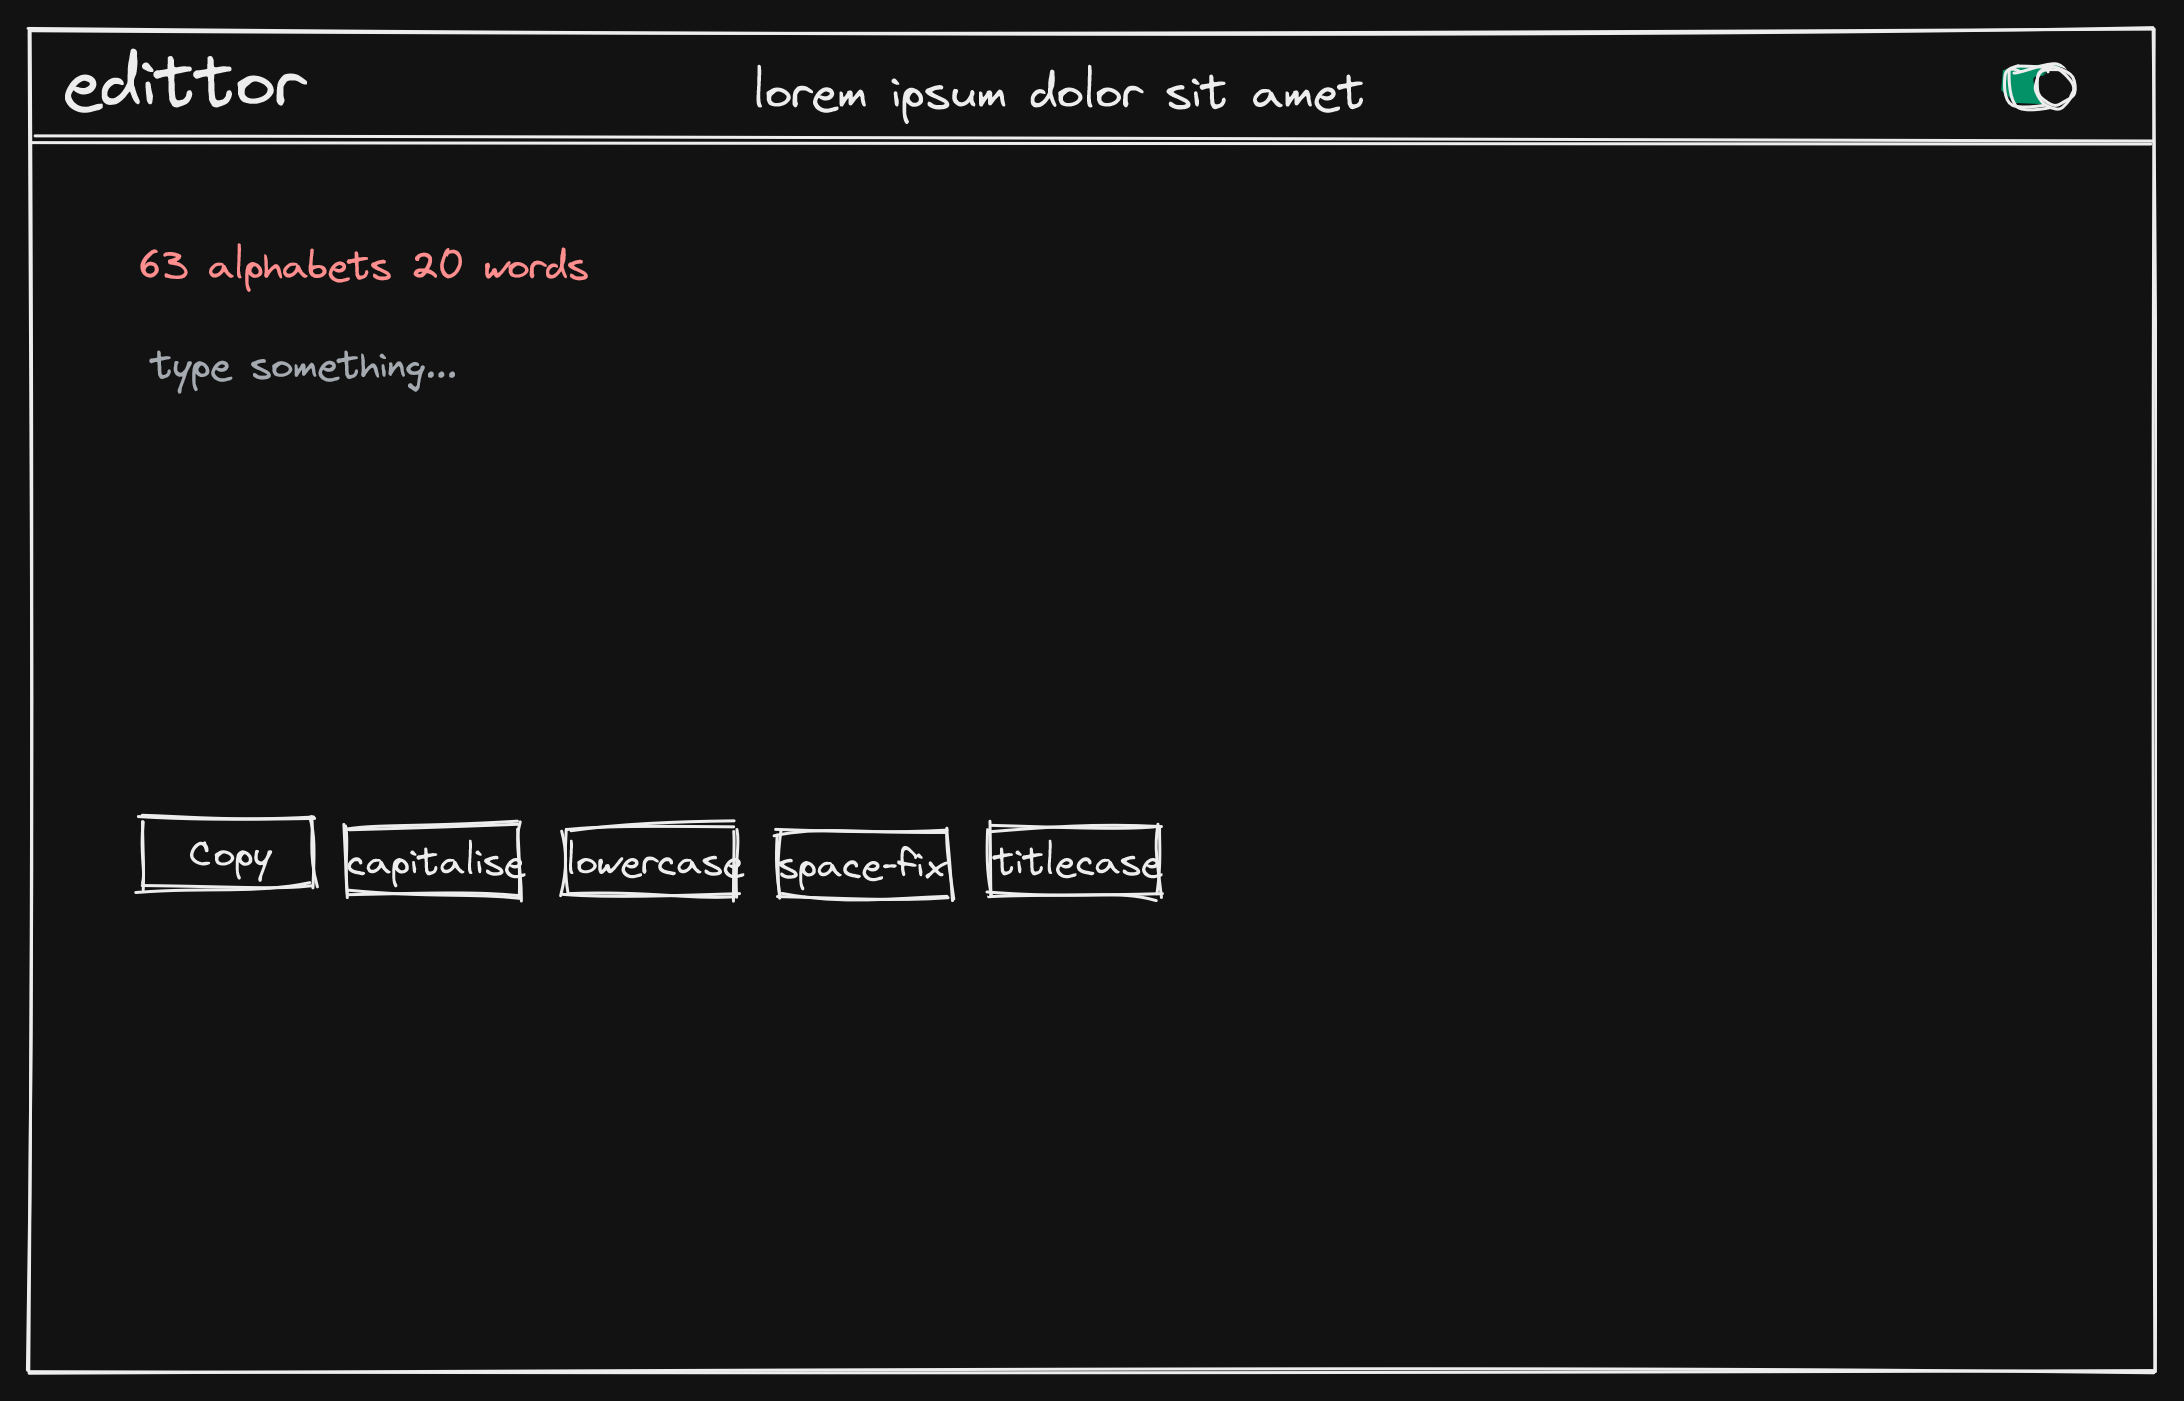 edittor
lorem ipsum dolor sit amet
63 alphabets 20 words
type something...
Copy
capitalise
lowercase
space-fix
titlecase